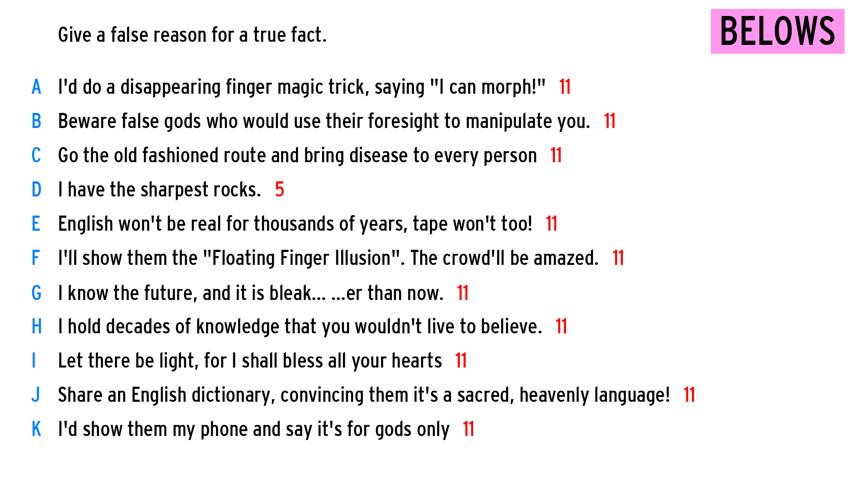 Give a false reason for a true fact.
BELOWS
A I'd do a disappearing finger magic trick, saying "I can morph!" 11
B Beware false gods who would use their foresight to manipulate you. 11
C Go the old fashioned route and bring disease to every person 11
D I have the sharpest rocks. 5
E English won't be real for thousands of years, tape won't too! 11
F I'll show them the "Floating Finger Illusion". The crowd'll be amazed. 11
G I know the future, and it is bleak... ...er than now. 11
H I hold decades of knowledge that you wouldn't live to believe. 11
I Let there be light, for I shall bless all your hearts 11
J Share an English dictionary, convincing them it's a sacred, heavenly language! 11
K I'd show them my phone and say it's for gods only 11